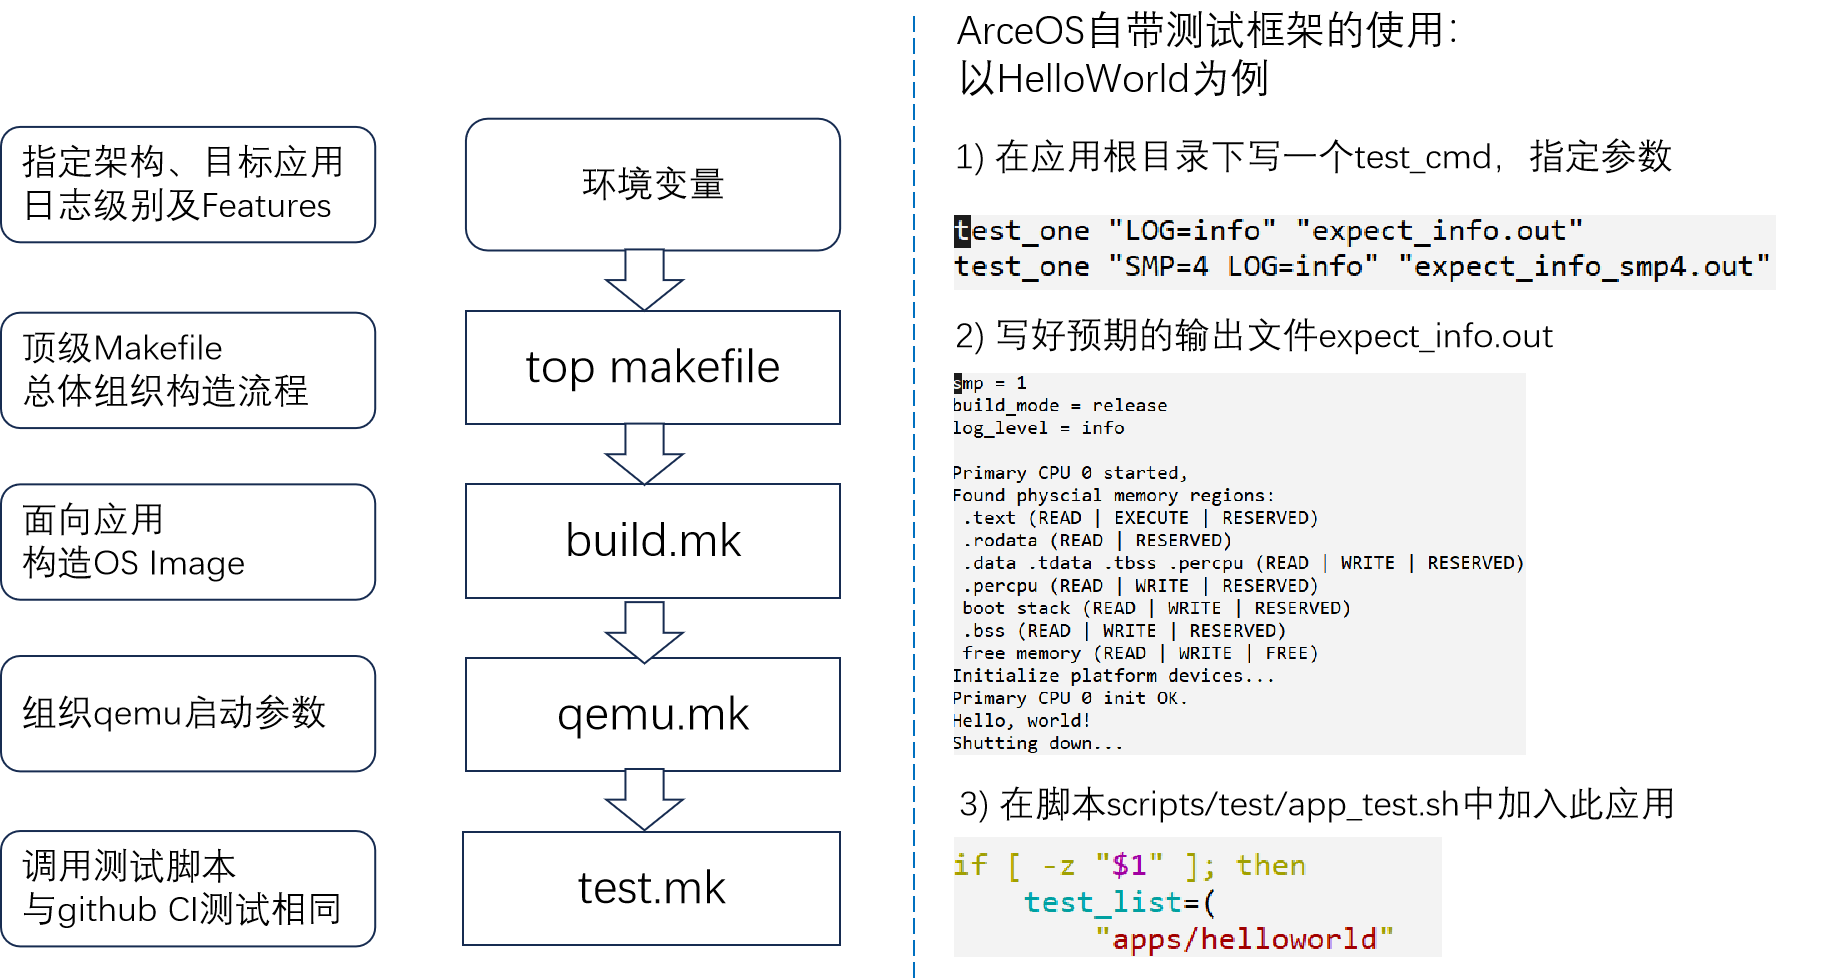 指定架构、目标应用
日志级别及Features
环境变量
顶级Makefile
总体组织构造流程
top makefile
面向应用
构造OS Image
build.mk
组织qemu启动参数
qemu.mk
调用测试脚本
与github CI测试相同
test.mk
ArceOS自带测试框架的使用：
以HelloWorld为例
1) 在应用根目录下写一个test_cmd，指定参数
test_one "LOG=info" "expect_info.out"
test_one "SMP=4 LOG=info" "expect_info_smp4.out"
2) 写好预期的输出文件expect_info.out
smp = 1
build_mode = release
log_level = info
Primary CPU 0 started,
Found physcial memory regions:
.text (READ | EXECUTE | RESERVED)
.rodata (READ | RESERVED)
.data .tdata .tbss .percpu (READ | WRITE | RESERVED)
.percpu (READ | WRITE | RESERVED)
boot stack (READ | WRITE | RESERVED)
.bss (READ | WRITE | RESERVED)
free memory (READ | WRITE | FREE)
Initialize platform devices...
Primary CPU 0 init OK.
Hello, world!
Shutting down...
3) 在脚本scripts/test/app_test.sh中加入此应用
if [ -z "$1" ]; then
test_list=(
"apps/helloworld"